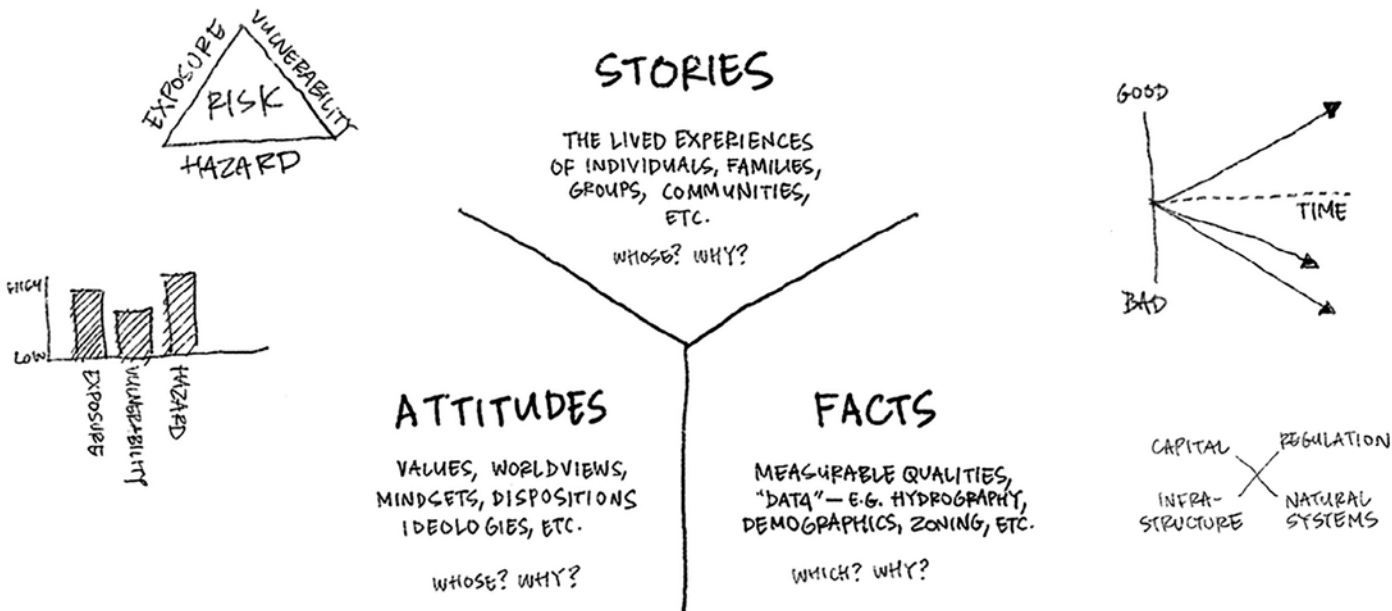 EXPOSURE
VULNERABILITY
RISK
HAZARD
HIGH
LOW
EXPOSURE
VULNERABILITY
HAZARD
STORIES
THE LIVED EXPERIENCES
OF INDIVIDUALS, FAMILIES,
GROUPS, COMMUNITIES,
ETC.
WHOSE? WHY?
ATTITUDES
VALUES, WORLDVIEWS,
MINDSETS, DISPOSITIONS
IDEOLOGIES, ETC.
WHOSE? WHY?
FACTS
MEASURABLE QUALITIES,
"DATA" — E.G. HYDROGRAPHY,
DEMOGRAPHICS, ZONING, ETC.
WHICH? WHY?
GOOD
TIME
BAD
CAPITAL
REGULATION
INFRA-
STRUCTURE
NATURAL
SYSTEMS